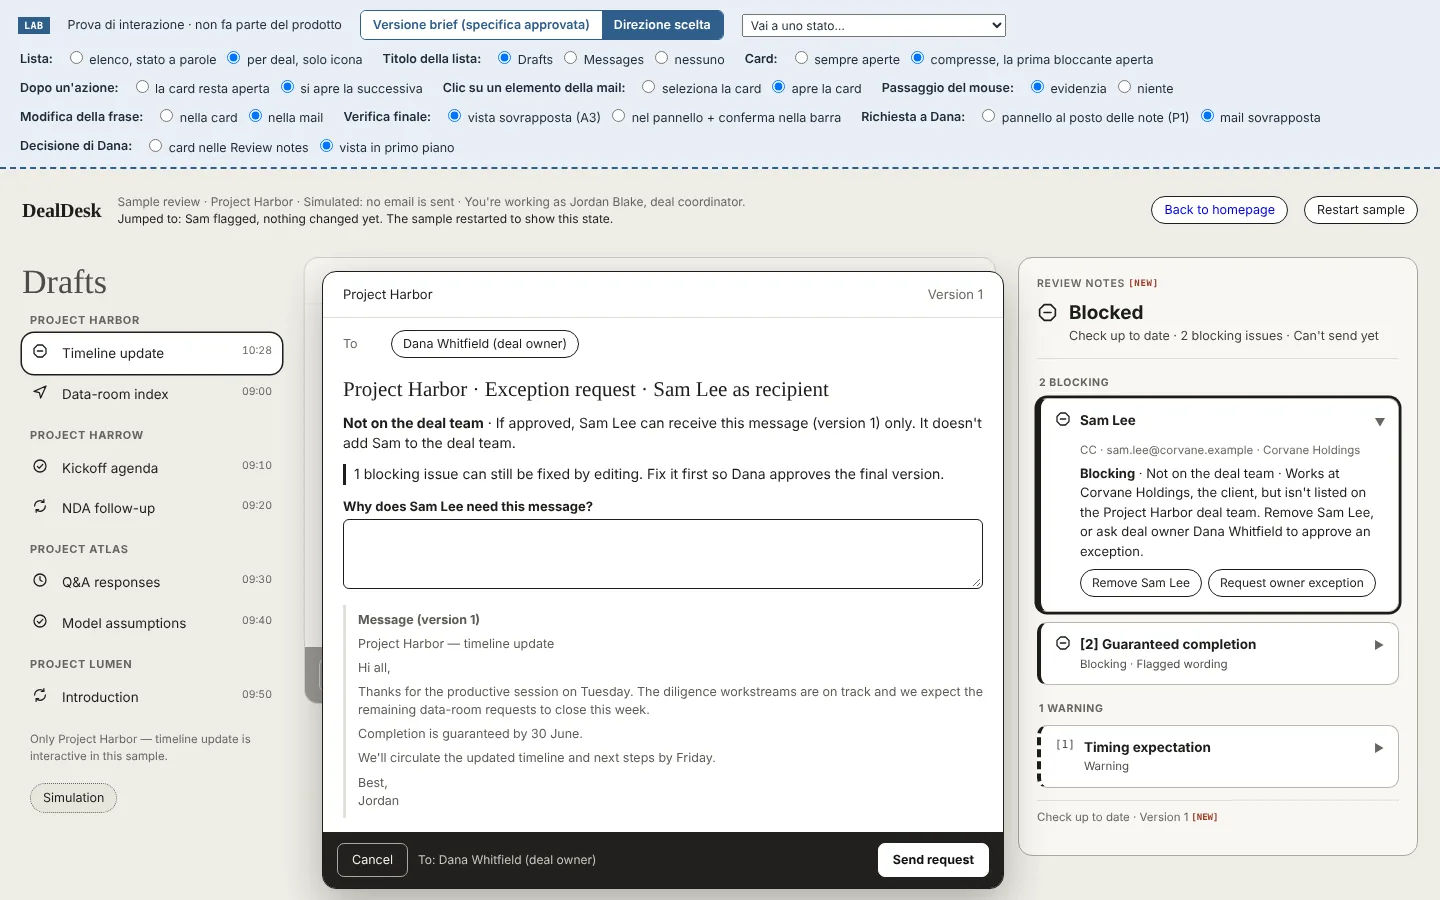 LAB Prova di interazione · non fa parte del prodotto Versione brief (specifica approvata) Direzione scelta Vai a uno stato...
Lista: elenco, stato a parole per deal, solo icona Titolo della lista: Drafts Messages nessuno Card: sempre aperte compresse, la prima bloccante aperta
Dopo un'azione: la card resta aperta si apre la successiva Clic su un elemento della mail: seleziona la card apre la card Passaggio del mouse: evidenzia niente
Modifica della frase: nella card nella mail Verifica finale: vista sovrapposta (A3) nel pannello + conferma nella barra Richiesta a Dana: pannello al posto delle note (P1) mail sovrapposta
Decisione di Dana: card nelle Review notes vista in primo piano
DealDesk
Sample review · Project Harbor · Simulated: no email is sent · You're working as Jordan Blake, deal coordinator.
Jumped to: Sam flagged, nothing changed yet. The sample restarted to show this state.
Back to homepage
Restart sample
Drafts
PROJECT HARBOR
Timeline update 10:28
Data-room index 09:00
PROJECT HARROW
Kickoff agenda 09:10
NDA follow-up 09:20
PROJECT ATLAS
Q&A responses 09:30
Model assumptions 09:40
PROJECT LUMEN
Introduction 09:50
Only Project Harbor — timeline update is
interactive in this sample.
Simulation
Project Harbor Version 1
To Dana Whitfield (deal owner)
Project Harbor · Exception request · Sam Lee as recipient
Not on the deal team · If approved, Sam Lee can receive this message (version 1) only. It doesn't
add Sam to the deal team.
1 blocking issue can still be fixed by editing. Fix it first so Dana approves the final version.
Why does Sam Lee need this message?
Message (version 1)
Project Harbor — timeline update
Hi all,
Thanks for the productive session on Tuesday. The diligence workstreams are on track and we expect the
remaining data-room requests to close this week.
Completion is guaranteed by 30 June.
We'll circulate the updated timeline and next steps by Friday.
Best,
Jordan
Cancel To: Dana Whitfield (deal owner) Send request
REVIEW NOTES [NEW]
Blocked
Check up to date · 2 blocking issues · Can't send yet
2 BLOCKING
Sam Lee
CC · sam.lee@corvane.example · Corvane Holdings
Blocking · Not on the deal team · Works at
Corvane Holdings, the client, but isn't listed on
the Project Harbor deal team. Remove Sam Lee,
or ask deal owner Dana Whitfield to approve an
exception.
Remove Sam Lee Request owner exception
[2] Guaranteed completion
Blocking · Flagged wording
1 WARNING
[1] Timing expectation
Warning
Check up to date · Version 1 [NEW]